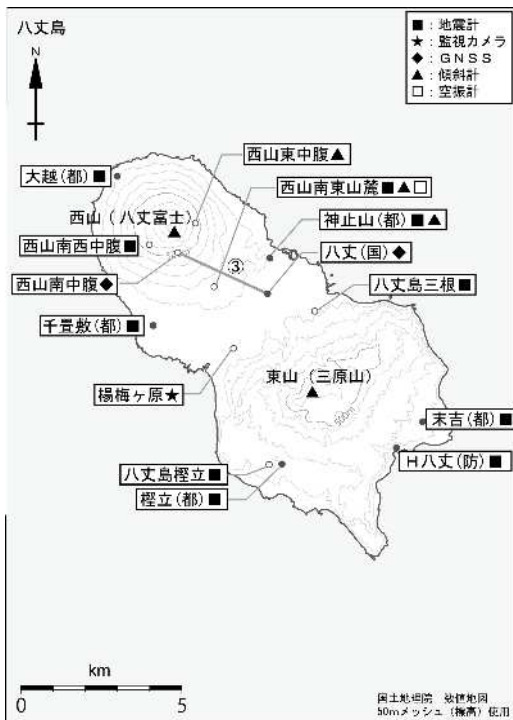 八丈島
N
■：地震計
★：監視カメラ
◆：GNSS
▲：傾斜計
□：空振計
西山東中腹▲
大越(都)■
西山南東山麓■▲□
西山（八丈富士）
神止山(都)■▲
西山南西中腹■
③
八丈(国)◆
西山南中腹◆
八丈島三根■
千畳敷(都)■
東山（三原山）
楊梅ヶ原★
500m
末吉(都)■
八丈島樫立■
H八丈(防)■
樫立(都)■
km
0 5
国土地理院 数値地図
50mメッシュ（標高）使用